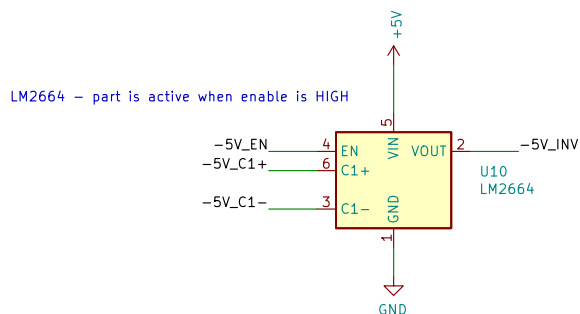 +5V
LM2664 – part is active when enable is HIGH
5
-5V_EN 4 EN VIN VOUT 2 -5V_INV
-5V_C1+ 6 C1+
U10
LM2664
-5V_C1- 3 C1- GND
1
GND